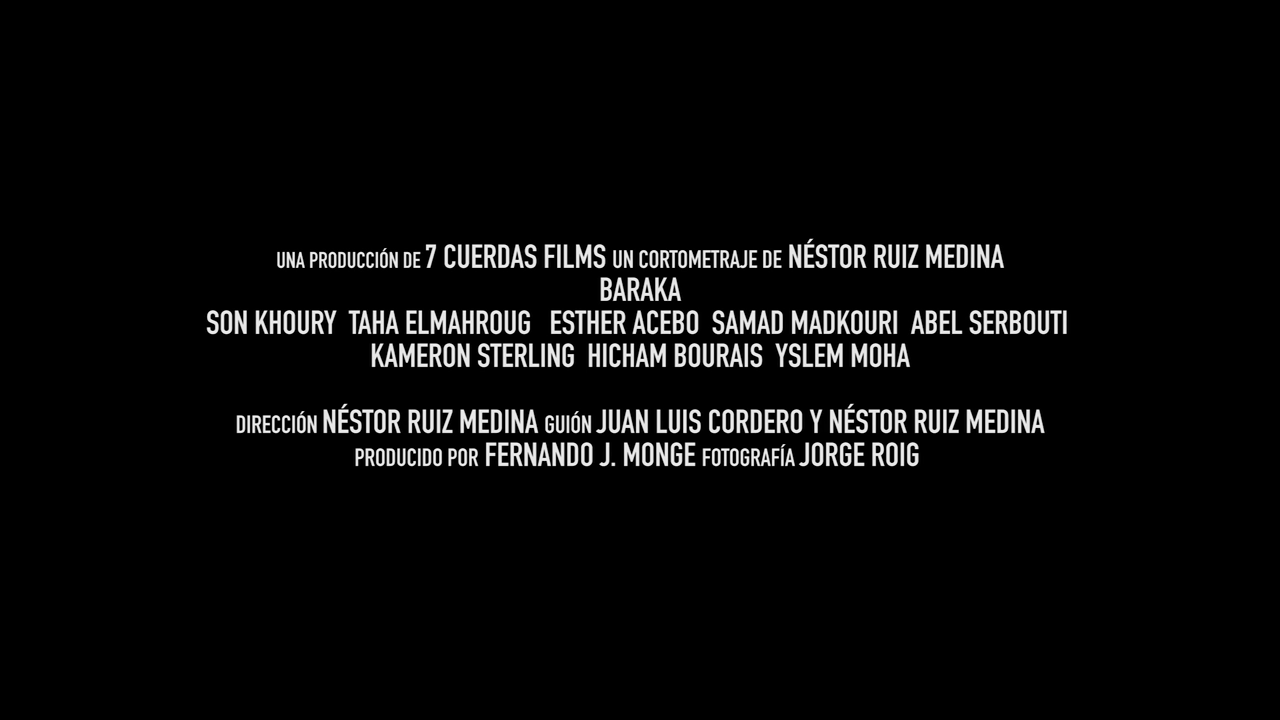 UNA PRODUCCIÓN DE 7 CUERDAS FILMS UN CORTOMETRAJE DE NÉSTOR RUIZ MEDINA
BARAKA
SON KHOURY TAHA ELMAHROUG ESTHER ACEBO SAMAD MADKOURI ABEL SERBOUTI
KAMERON STERLING HICHAM BOURAIS YSLEM MOHA
DIRECCIÓN NÉSTOR RUIZ MEDINA GUIÓN JUAN LUIS CORDERO Y NÉSTOR RUIZ MEDINA
PRODUCIDO POR FERNANDO J. MONGE FOTOGRAFÍA JORGE ROIG